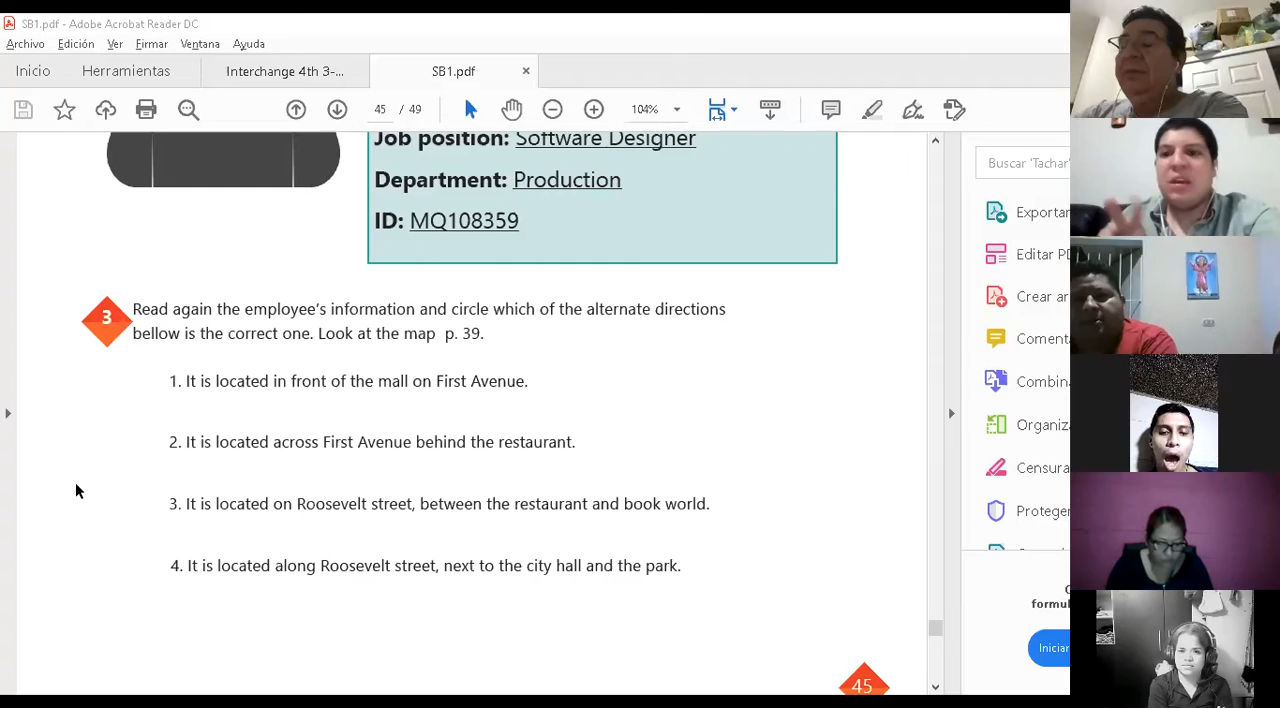 SB1.pdf - Adobe Acrobat Reader DC
Archivo Edición Ver Firmar Ventana Ayuda
Inicio Herramientas Interchange 4th 3-... SB1.pdf ×
45 / 49 104%
Job position: Software Designer
Department: Production
ID: MQ108359
3 Read again the employee's information and circle which of the alternate directions
bellow is the correct one. Look at the map p. 39.
1. It is located in front of the mall on First Avenue.
2. It is located across First Avenue behind the restaurant.
3. It is located on Roosevelt street, between the restaurant and book world.
4. It is located along Roosevelt street, next to the city hall and the park.
45
Buscar 'Tachar'
Exportar
Editar PD
Crear ar
Coment
Combin
Organiz
Censura
Proteger
formu
Iniciar